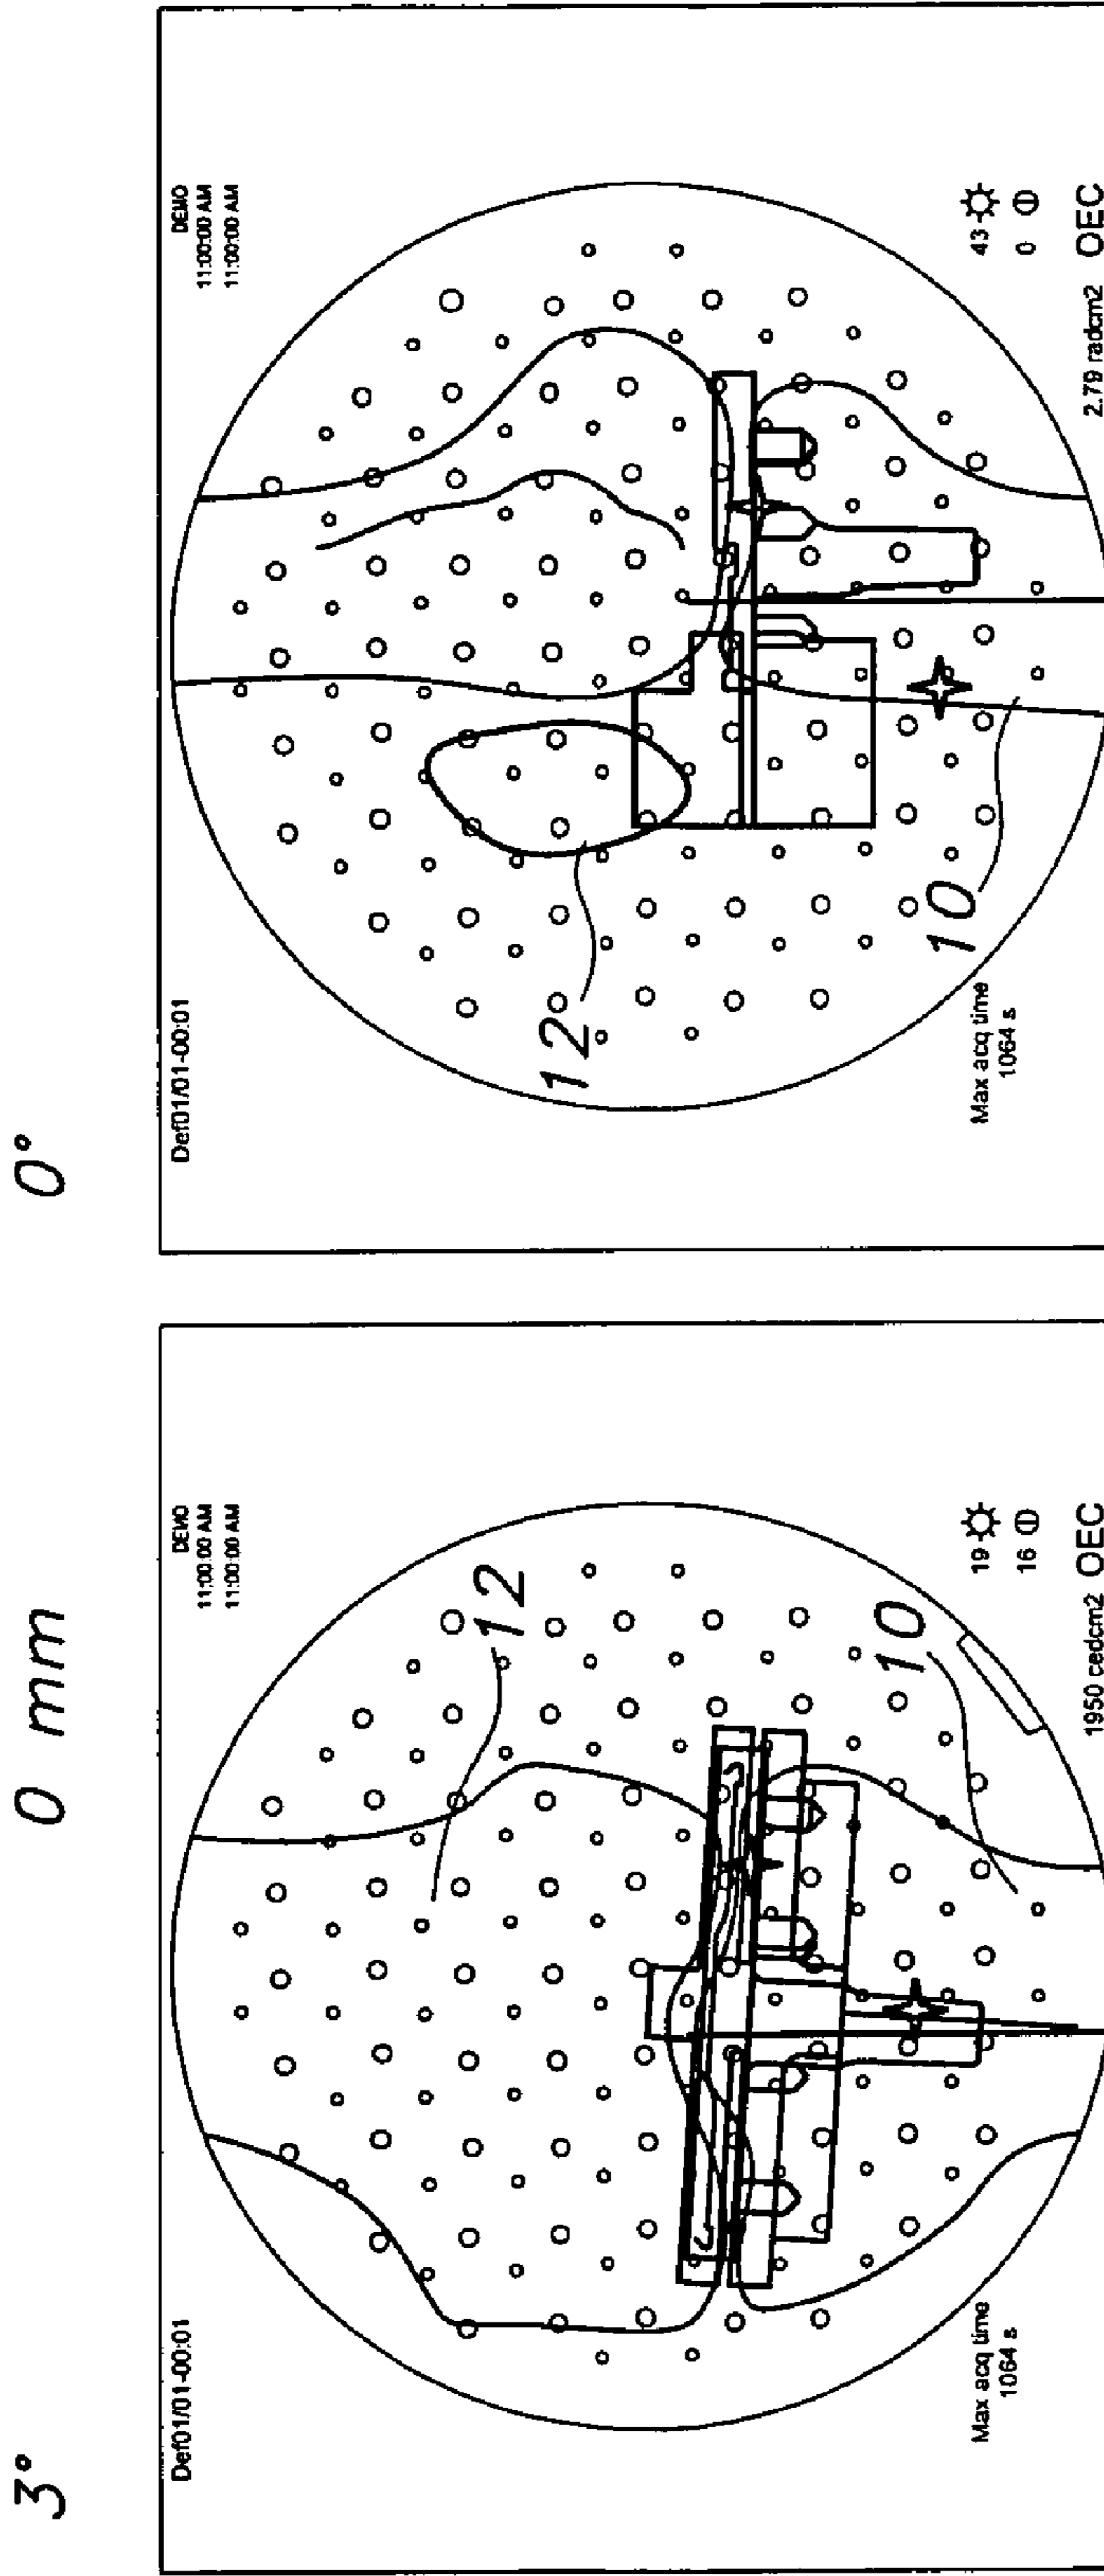 3° 0 mm 0°
Def01/01-00:01
DEMO
11:00:00 AM
11:00:00 AM
12
10
Max acq time
1064 s
19
16
1950 cedcm2 OEC
Def01/01-00:01
DEMO
11:00:00 AM
11:00:00 AM
12
10
Max acq time
1064 s
43
0
2.79 radcm2 OEC